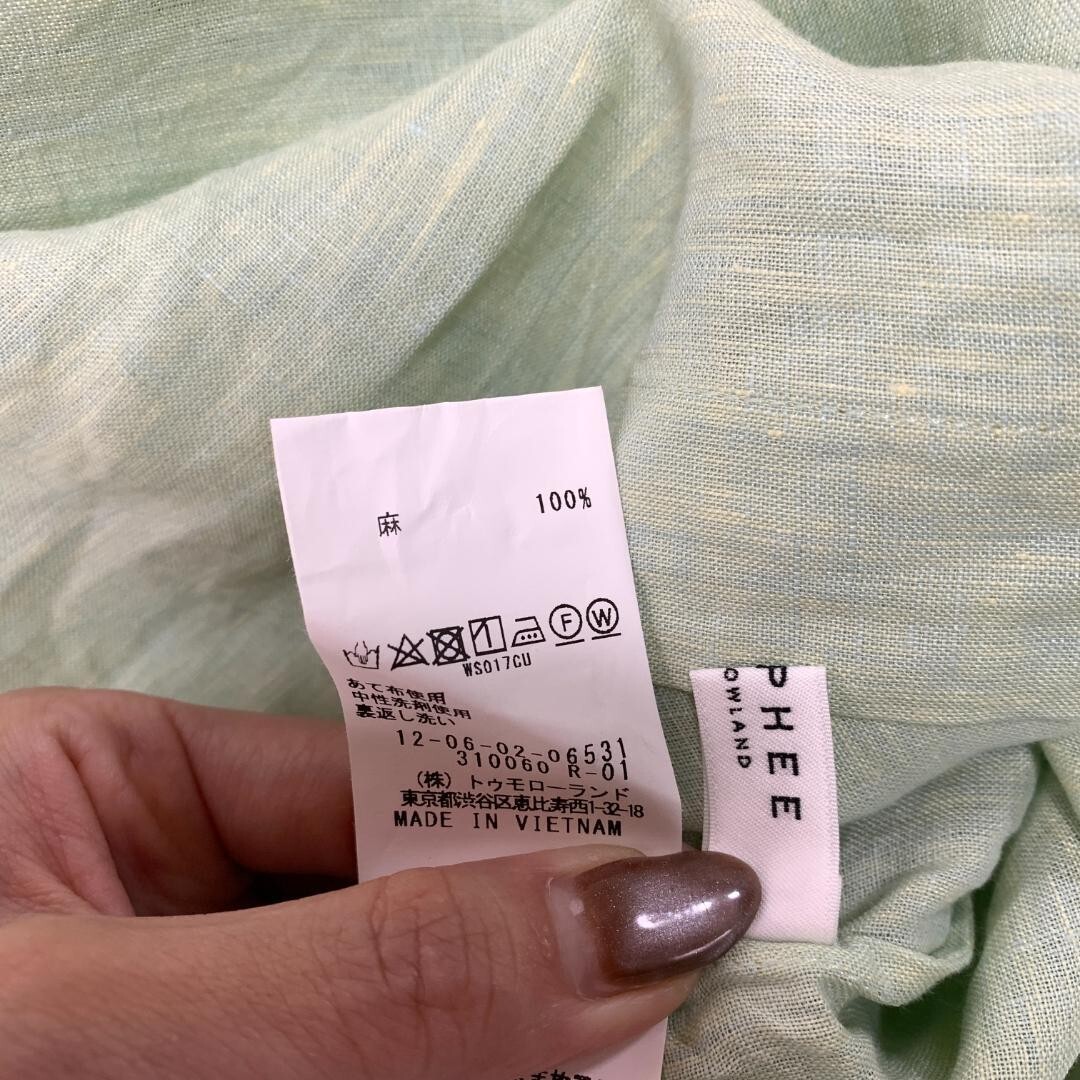 麻 100%
F W
WS017CU
あて布使用
中性洗剤使用
裏返し洗い
12-06-02-06531
310060 R-01
(株) トゥモローランド
東京都渋谷区恵比寿西1-32-18
MADE IN VIETNAM
PHEE
OWLAND